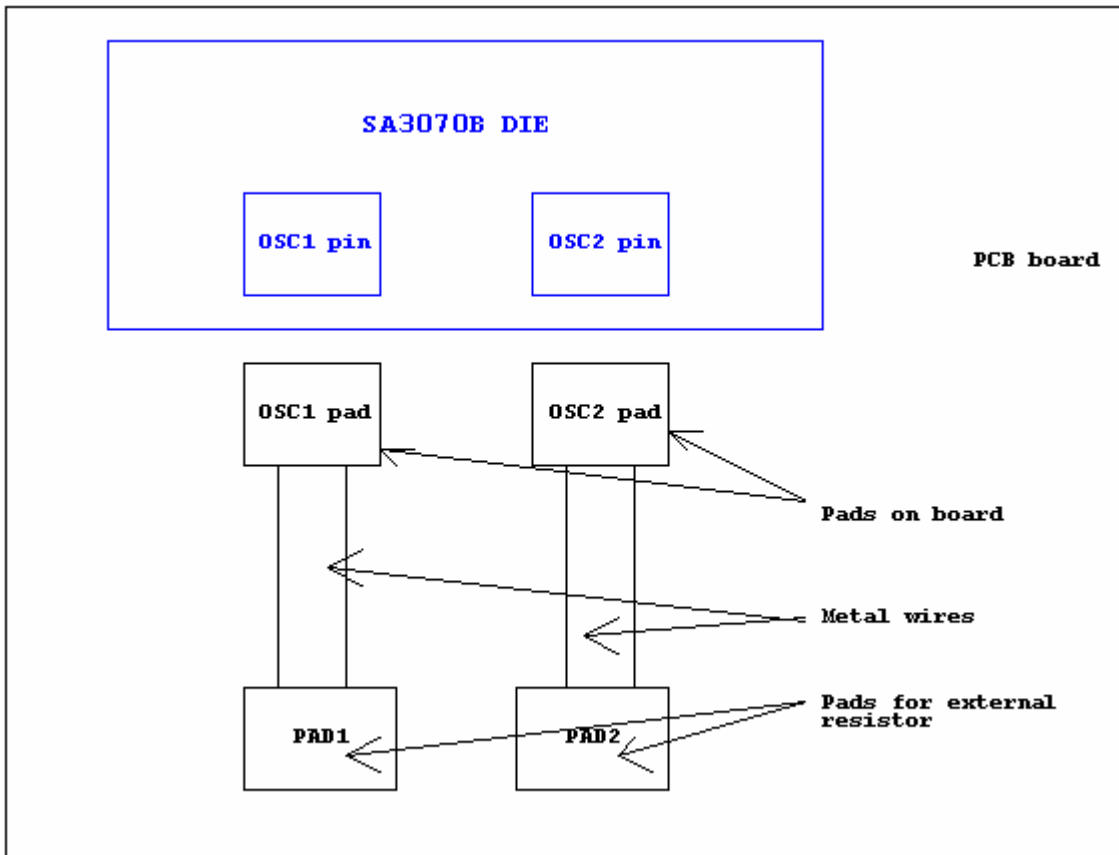 SA3070B DIE
OSC1 pin
OSC2 pin
PCB board
OSC1 pad
OSC2 pad
Pads on board
Metal wires
Pads for external
resistor
PAD1
PAD2